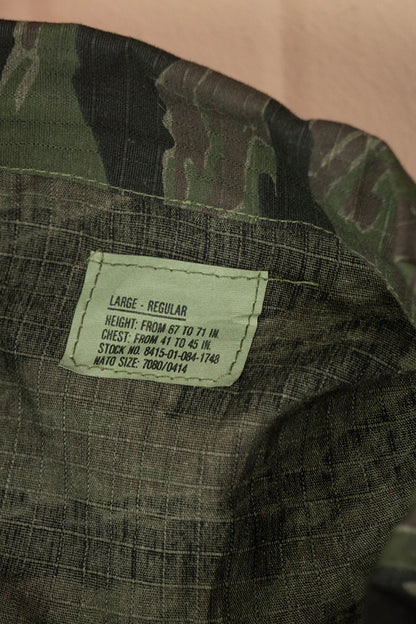 LARGE - REGULAR
HEIGHT: FROM 67 TO 71 IN.
CHEST: FROM 41 TO 45 IN.
STOCK NO. 8415-01-084-1748
NATO SIZE: 7080/0414